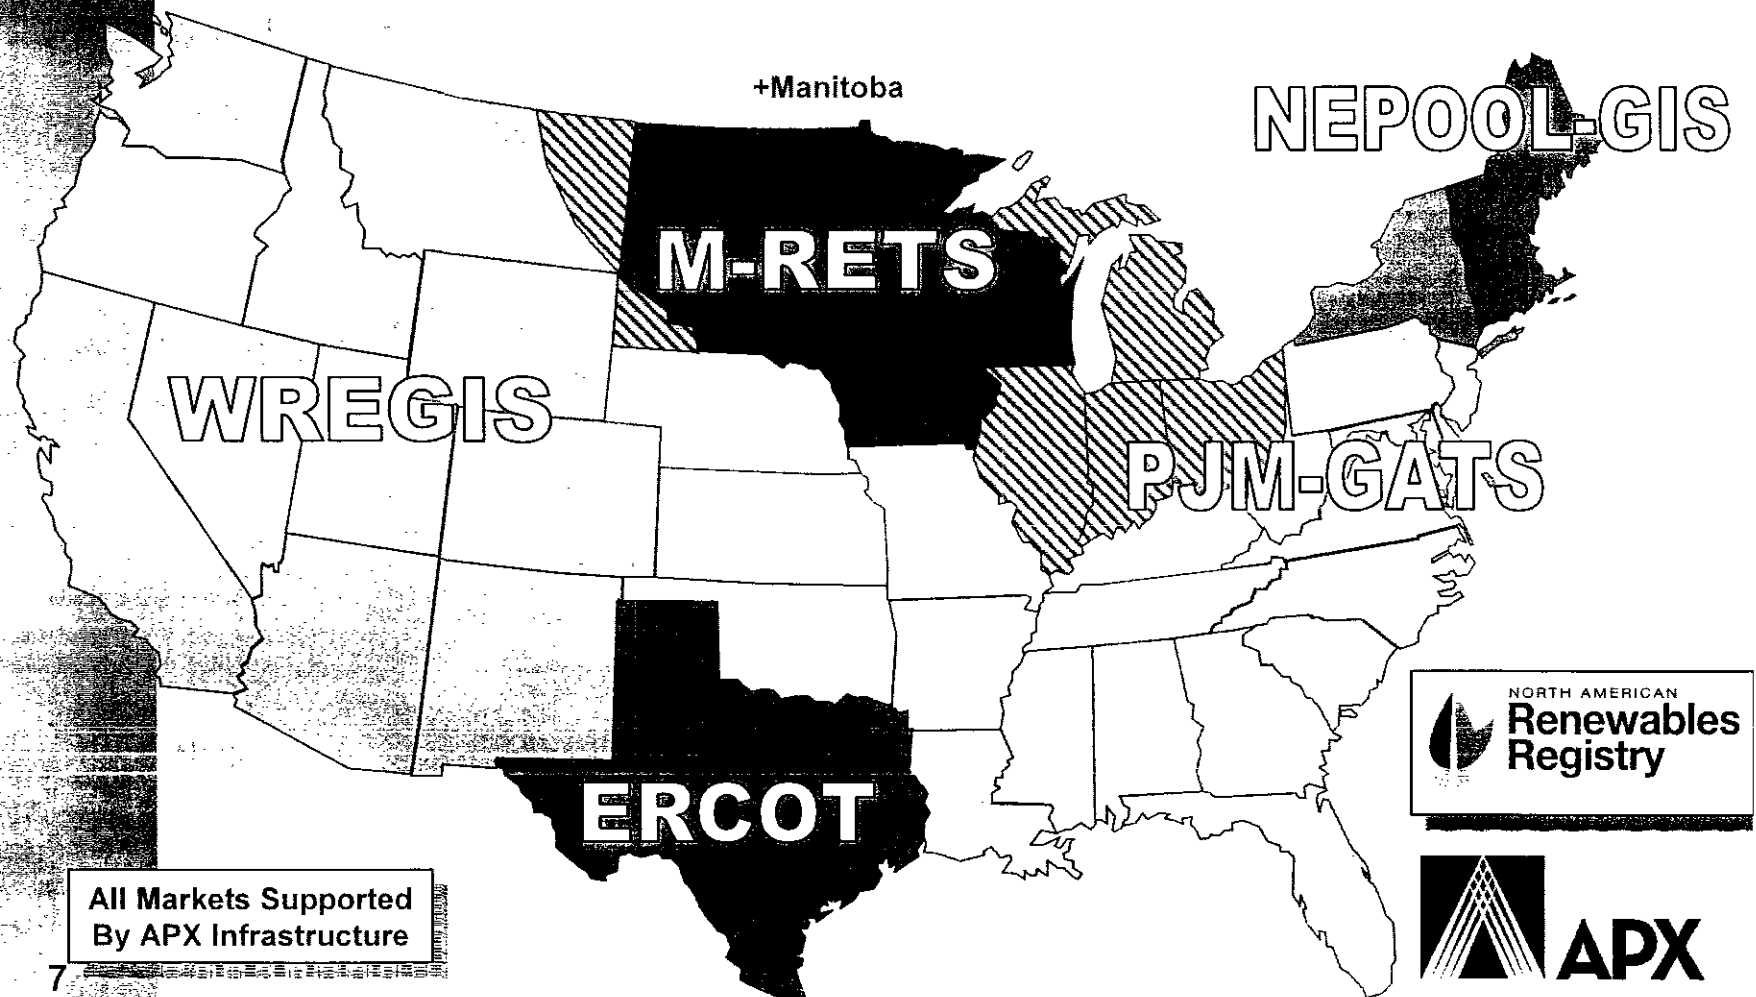 +Manitoba
NEPOOL-GIS
M-RETS
WREGIS
PJM-GATS
ERCOT
NORTH AMERICAN
Renewables
Registry
All Markets Supported
By APX Infrastructure
APX
7